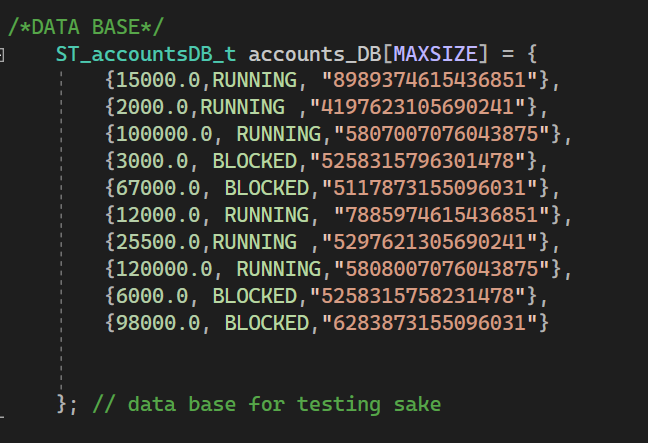 /*DATA BASE*/
ST_accountsDB_t accounts_DB[MAXSIZE] = {
{15000.0,RUNNING, "8989374615436851"},
{2000.0,RUNNING ,"4197623105690241"},
{100000.0, RUNNING,"5807007076043875"},
{3000.0, BLOCKED,"5258315796301478"},
{67000.0, BLOCKED,"5117873155096031"},
{12000.0, RUNNING, "7885974615436851"},
{25500.0,RUNNING ,"5297621305690241"},
{120000.0, RUNNING,"5808007076043875"},
{6000.0, BLOCKED,"5258315758231478"},
{98000.0, BLOCKED,"6283873155096031"}
}; // data base for testing sake